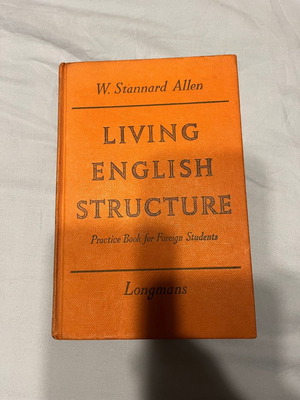 W. Stannard Allen
LIVING
ENGLISH
STRUCTURE
Practice Book for Foreign Students
Longmans